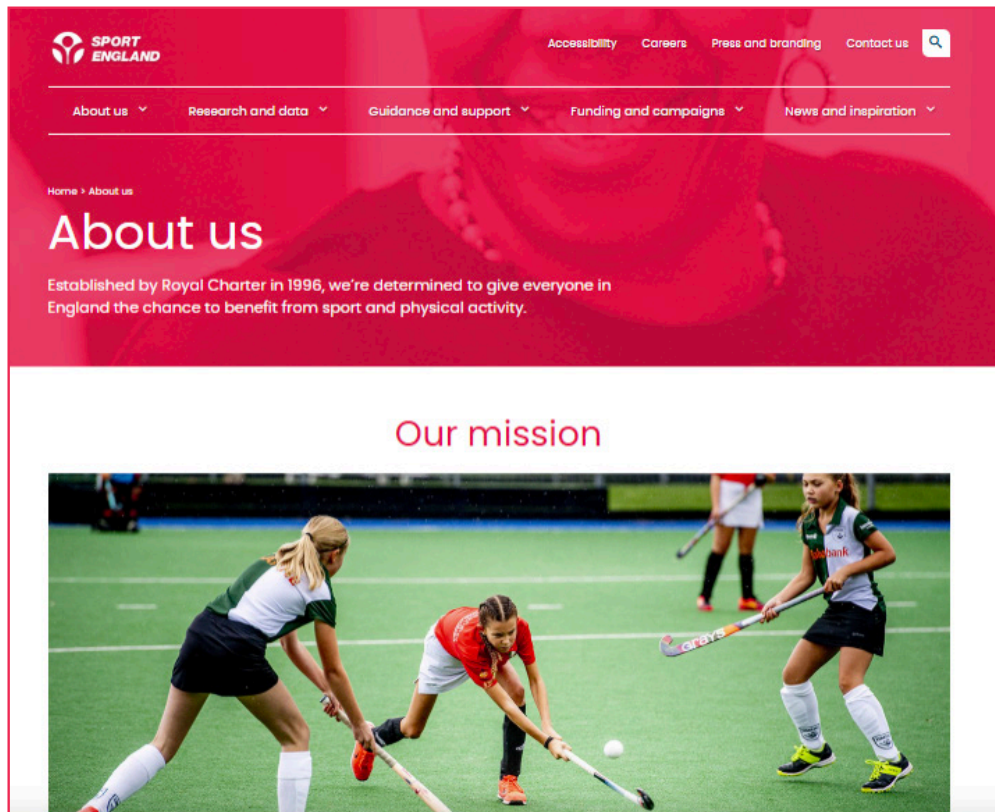 SPORT
ENGLAND
Accessibility Careers Press and branding Contact us
About us Research and data Guidance and support Funding and campaigns News and inspiration
Home > About us
About us
Established by Royal Charter in 1996, we're determined to give everyone in
England the chance to benefit from sport and physical activity.
Our mission
GRAYS